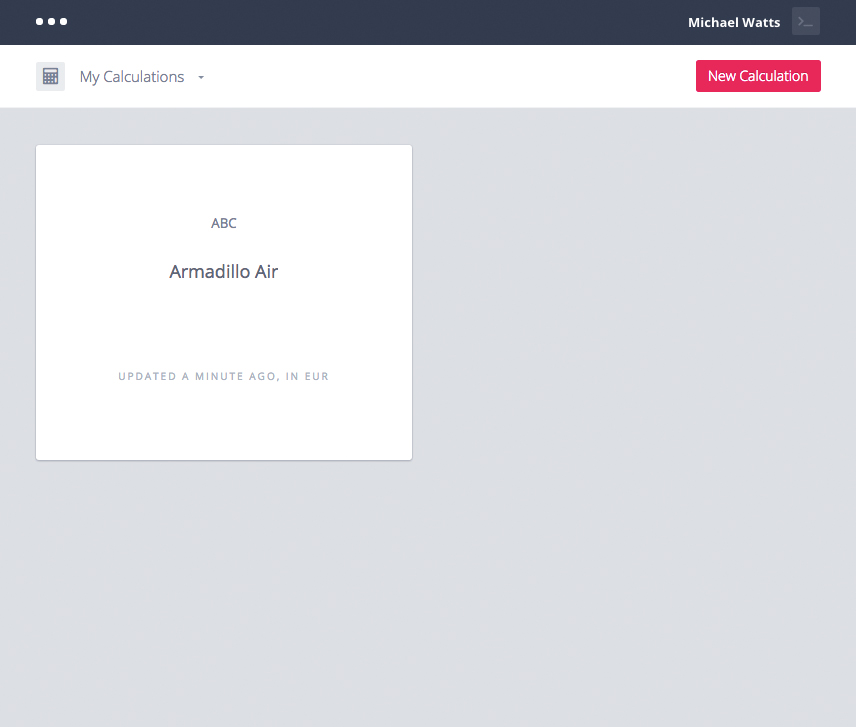 Michael Watts
My Calculations
New Calculation
ABC
Armadillo Air
UPDATED A MINUTE AGO, IN EUR